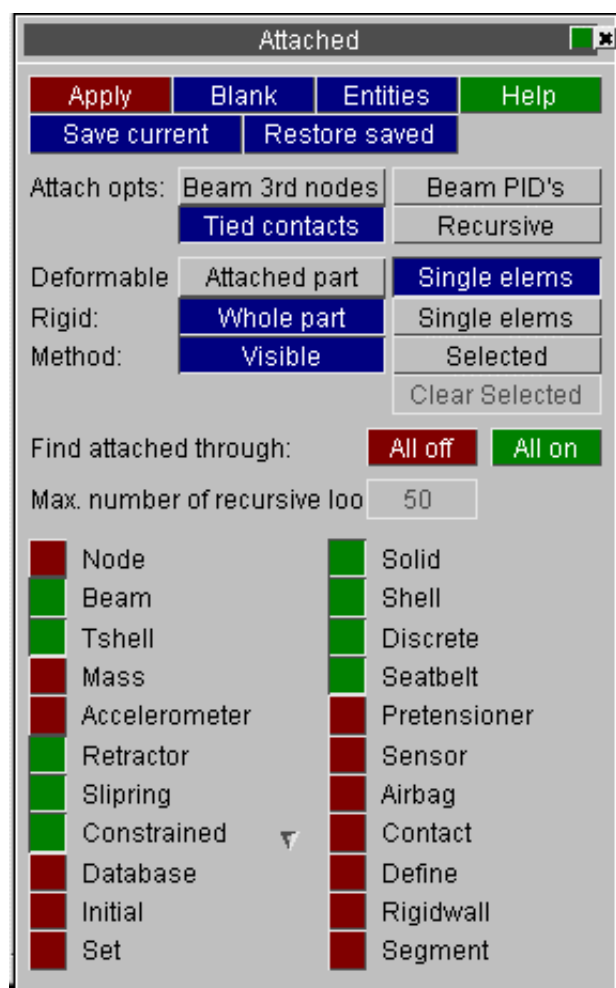 Attached
Apply Blank Entities Help
Save current Restore saved
Attach opts: Beam 3rd nodes Beam PID's
Tied contacts Recursive
Deformable Attached part Single elems
Rigid: Whole part Single elems
Method: Visible Selected
Clear Selected
Find attached through: All off All on
Max. number of recursive loo 50
Node Solid
Beam Shell
Tshell Discrete
Mass Seatbelt
Accelerometer Pretensioner
Retractor Sensor
Slipring Airbag
Constrained Contact
Database Define
Initial Rigidwall
Set Segment